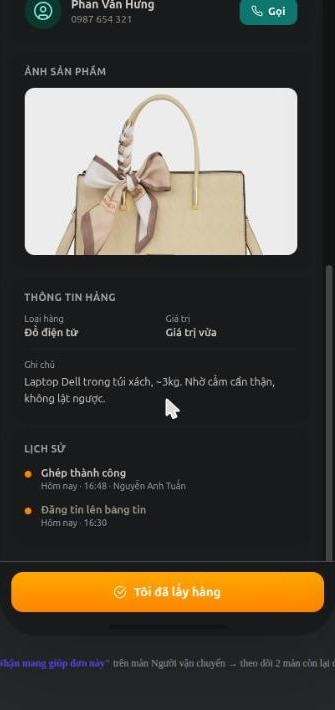 Phan Văn Hưng
0987 654 321
Gọi
ẢNH SẢN PHẨM
THÔNG TIN HÀNG
Loại hàng
Giá trị
Đồ điện tử
Giá trị vừa
Ghi chú
Laptop Dell trong túi xách, ~3kg. Nhờ cầm cẩn thận,
không lật ngược.
LỊCH SỬ
Ghép thành công
Hôm nay · 16:48 · Nguyễn Anh Tuấn
Đăng tin lên bảng tin
Hôm nay · 16:30
Tôi đã lấy hàng
mang giúp đơn này" trên màn Người vận chuyển → theo dõi 2 màn còn lại